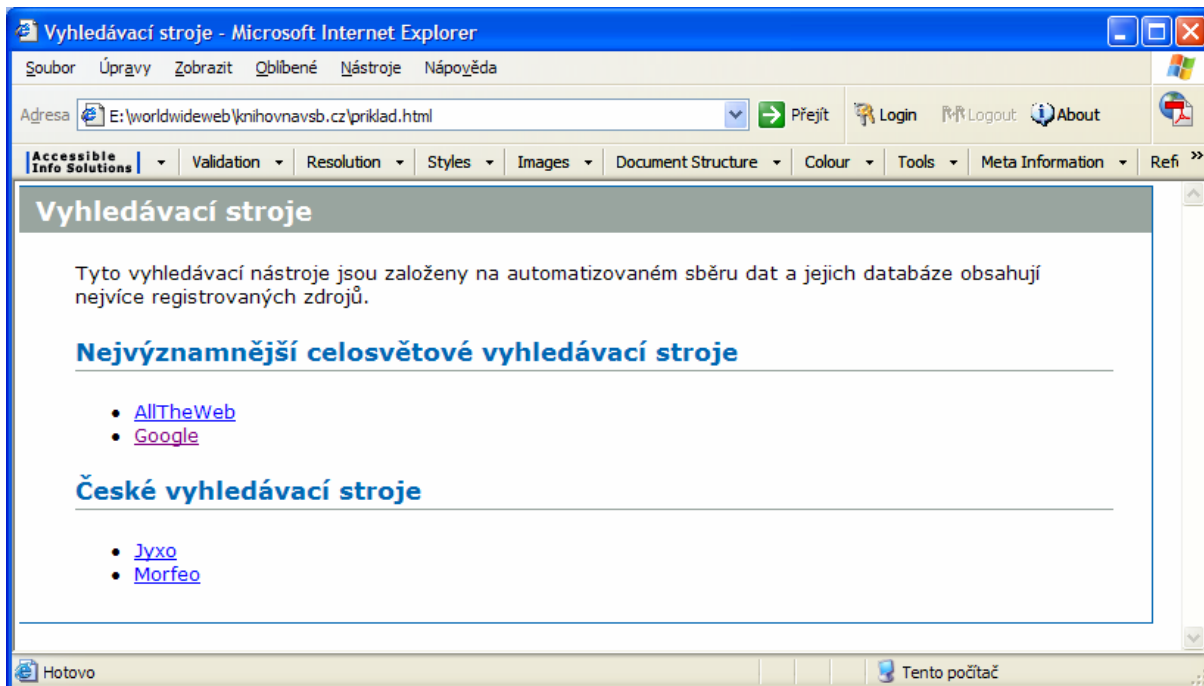 Vyhledávací stroje - Microsoft Internet Explorer
Soubor Úpravy Zobrazit Oblíbené Nástroje Nápověda
Adresa E:\worldwideweb\knihovnavsb.cz\priklad.html Přejít Login Logout About
Accessible Info Solutions Validation Resolution Styles Images Document Structure Colour Tools Meta Information Refi »
Vyhledávací stroje
Tyto vyhledávací nástroje jsou založeny na automatizovaném sběru dat a jejich databáze obsahují
nejvíce registrovaných zdrojů.
Nejvýznamnější celosvětové vyhledávací stroje
• AllTheWeb
• Google
České vyhledávací stroje
• Jyxo
• Morfeo
Hotovo Tento počítač